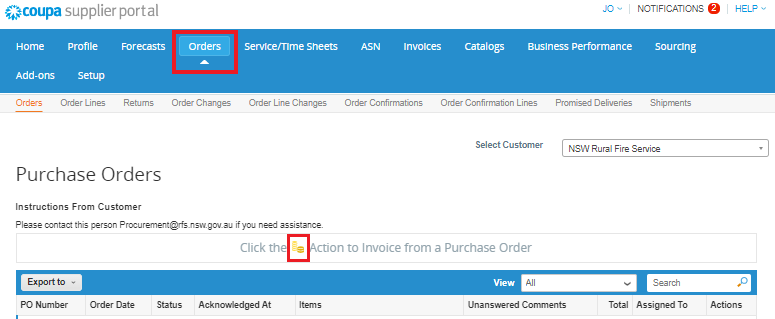 coupa supplier portal
JO NOTIFICATIONS 2 HELP
Home Profile Forecasts Orders Service/Time Sheets ASN Invoices Catalogs Business Performance Sourcing
Add-ons Setup
Orders Order Lines Returns Order Changes Order Line Changes Order Confirmations Order Confirmation Lines Promised Deliveries Shipments
Select Customer NSW Rural Fire Service
Purchase Orders
Instructions From Customer
Please contact this person Procurement@rfs.nsw.gov.au if you need assistance.
Click the Action to Invoice from a Purchase Order
Export to View All Search
PO Number Order Date Status Acknowledged At Items Unanswered Comments Total Assigned To Actions